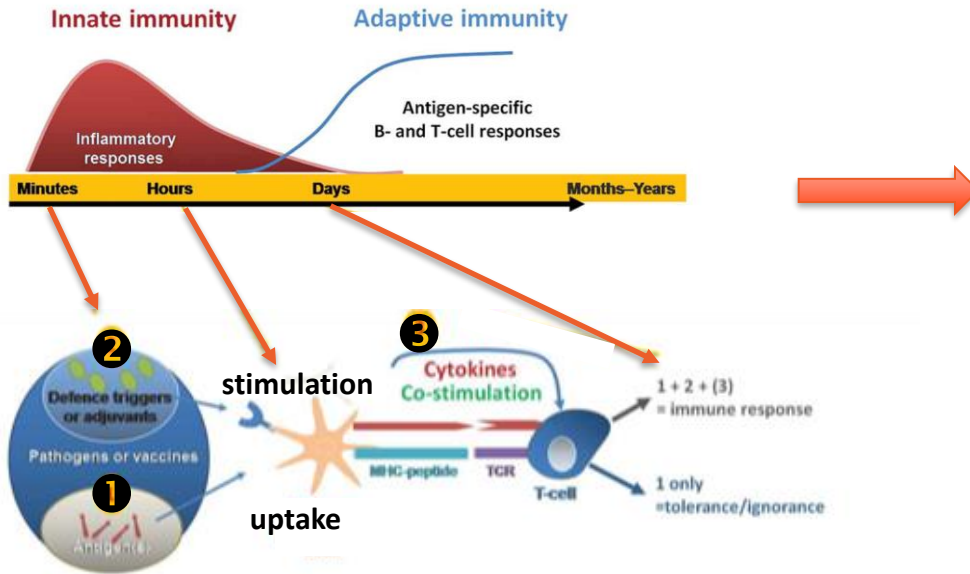 Innate immunity
Adaptive immunity
Inflammatory
responses
Antigen-specific
B- and T-cell responses
Minutes
Hours
Days
Months–Years
2
Defence triggers
or adjuvants
Pathogens or vaccines
1
Antigens
stimulation
uptake
3
Cytokines
Co-stimulation
MHC-peptide
TCR
T-cell
1 + 2 + (3)
= immune response
1 only
=tolerance/ignorance